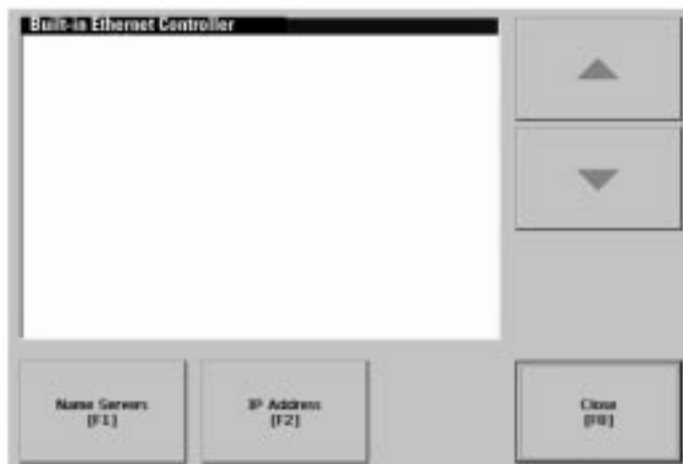 Built-in Ethernet Controller
Name Servers
[F1]
IP Address
[F2]
Close
[F8]